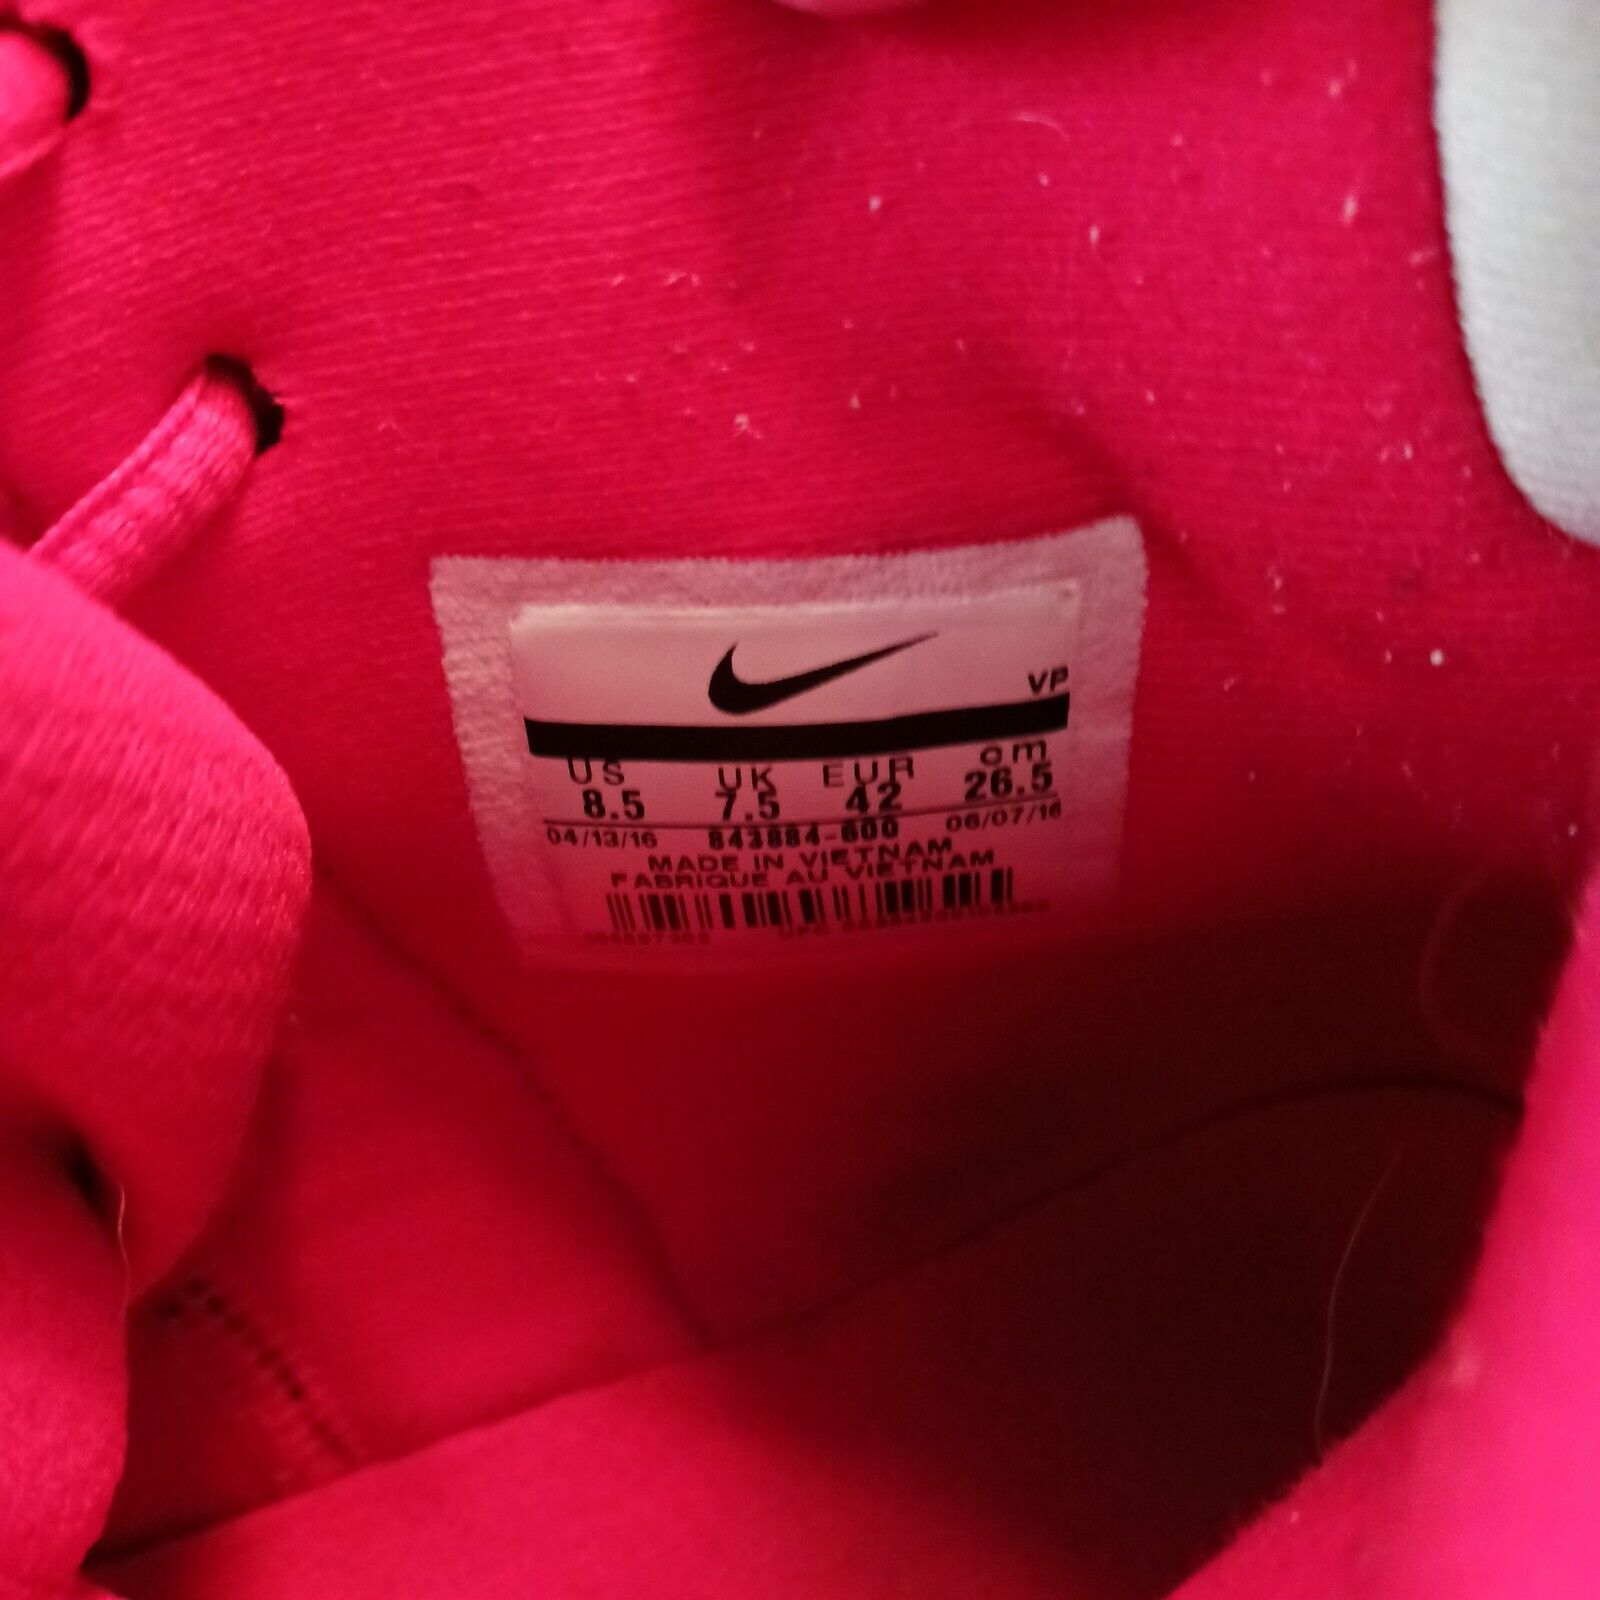 VP
US UK EUR cm
8.5 7.5 42 26.5
04/13/16 843884-600 06/07/16
MADE IN VIETNAM
FABRIQUE AU VIETNAM
UPC